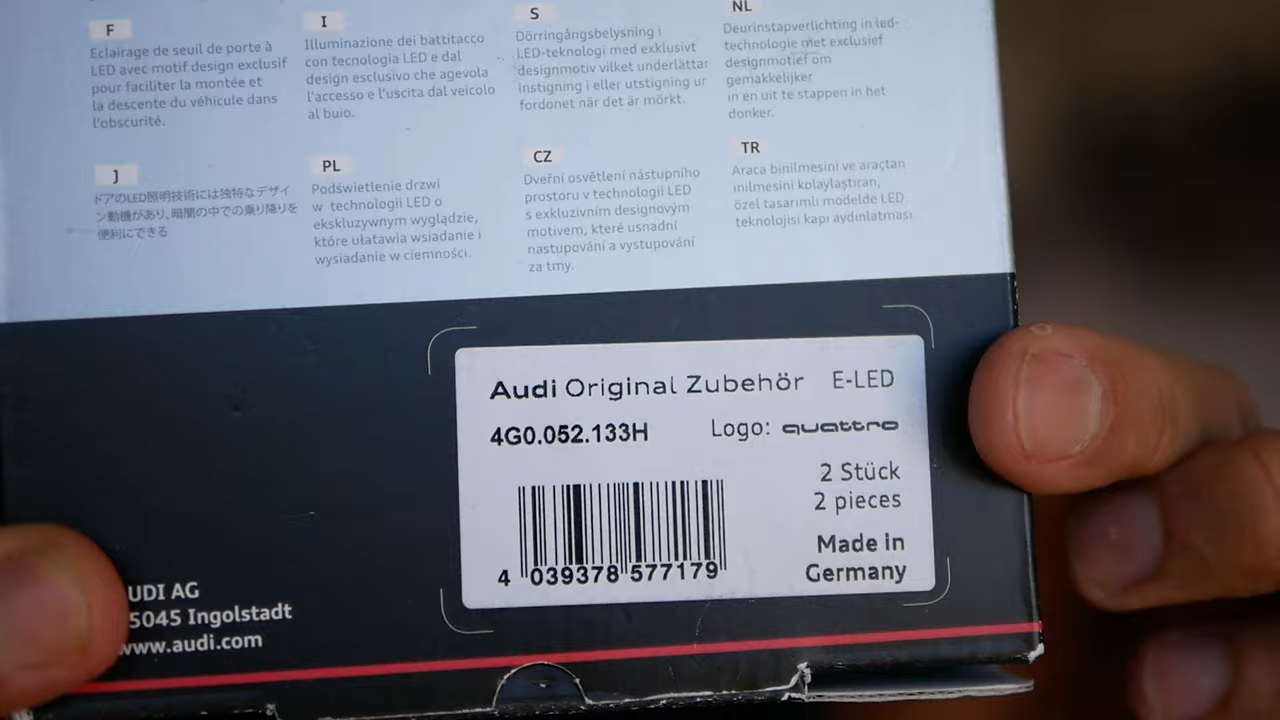 F
Eclairage de seuil de porte à
LED avec motif design exclusif
pour faciliter la montée et
la descente du véhicule dans
l'obscurité.
I
Illuminazione dei battitacco
con tecnologia LED e dal
design esclusivo che agevola
l'accesso e l'uscita dal veicolo
al buio.
S
Dörringångsbelysning i
LED-teknologi med exklusivt
designmotiv vilket underlättar
instigning i eller utstigning ur
fordonet när det är mörkt.
NL
Deurinstapverlichting in led-
technologie met exclusief
designmotief om
gemakkelijker
in en uit te stappen in het
donker.
J
ドアのLED照明技術には独特なデザイ
ン動機があり、暗闇の中での乗り降りを
便利にできる
PL
Podświetlenie drzwi
w technologii LED o
ekskluzywnym wyglądzie,
które ułatawia wsiadanie i
wysiadanie w ciemności.
CZ
Dveřní osvětlení nástupního
prostoru v technologii LED
s exkluzivním designovým
motivem, které usnadní
nastupování a vystupování
za tmy.
TR
Araca binilmesini ve araçtan
inilmesini kolaylaştıran,
özel tasarımlı modelde LED
teknolojisi kapı aydınlatması
Audi Original Zubehör E-LED
4G0.052.133H Logo: quattro
2 Stück
2 pieces
Made in
Germany
4 039378 577179
UDI AG
5045 Ingolstadt
www.audi.com